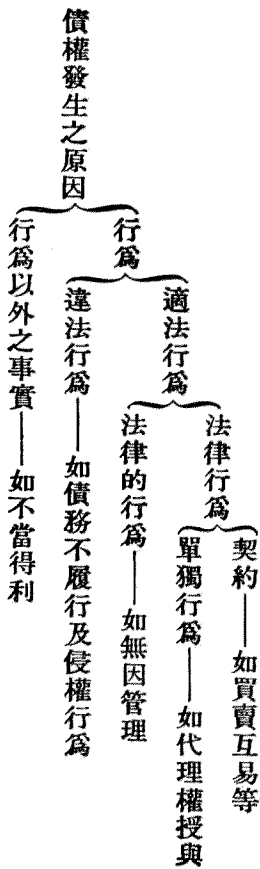 債權發生之原因
行爲
適法行爲
法律行爲
契約——如買賣互易等
單獨行爲——如代理權授與
法律的行爲——如無因管理
違法行爲——如債務不履行及侵權行爲
行爲以外之事實——如不當得利